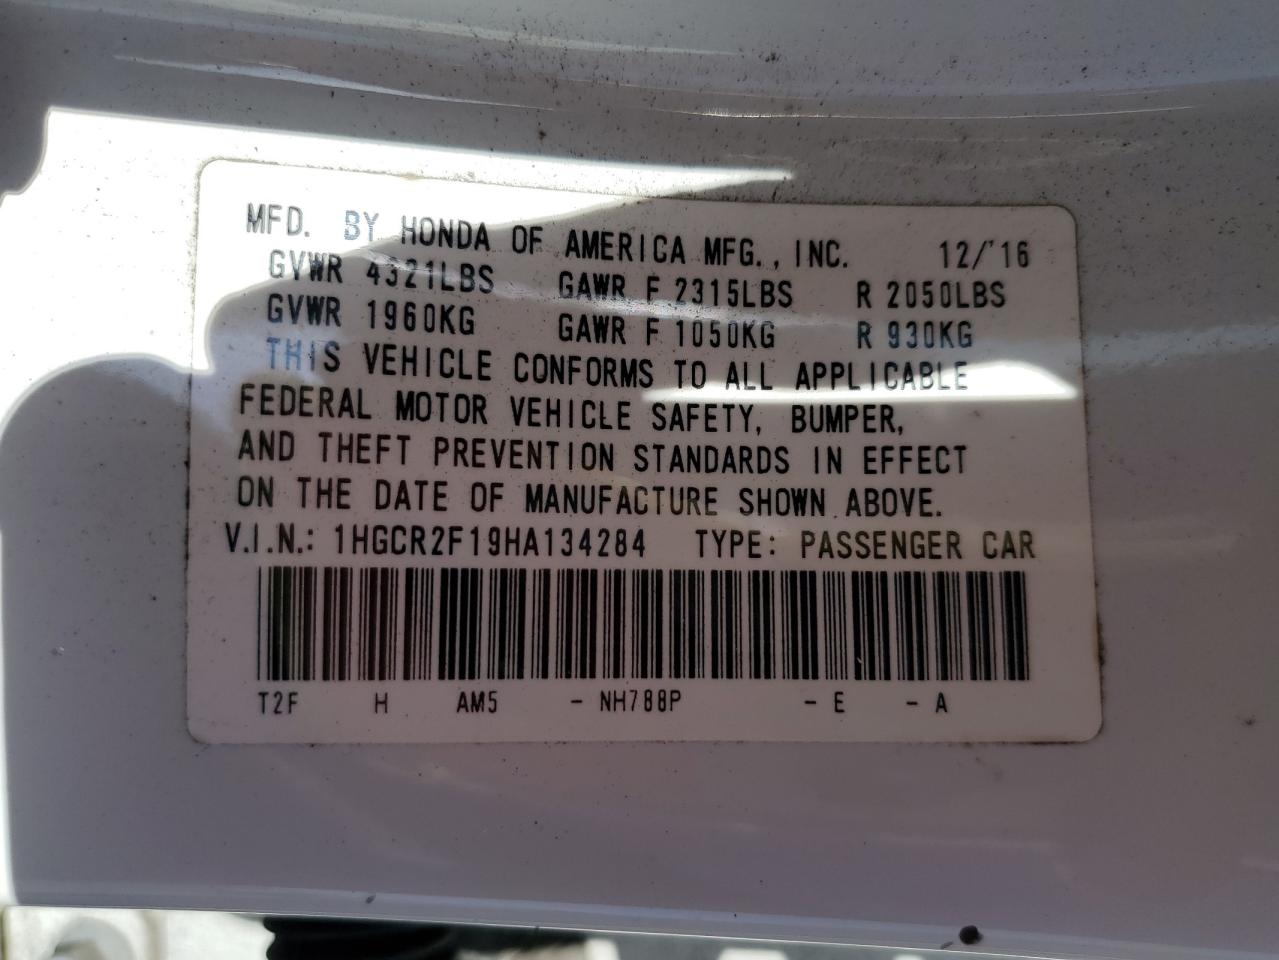 MFD. BY HONDA OF AMERICA MFG., INC. 12/'16
GVWR 4321LBS GAWR F 2315LBS R 2050LBS
GVWR 1960KG GAWR F 1050KG R 930KG
THIS VEHICLE CONFORMS TO ALL APPLICABLE
FEDERAL MOTOR VEHICLE SAFETY, BUMPER,
AND THEFT PREVENTION STANDARDS IN EFFECT
ON THE DATE OF MANUFACTURE SHOWN ABOVE.
V.I.N.: 1HGCR2F19HA134284 TYPE: PASSENGER CAR
T2F H AM5 - NH788P - E - A